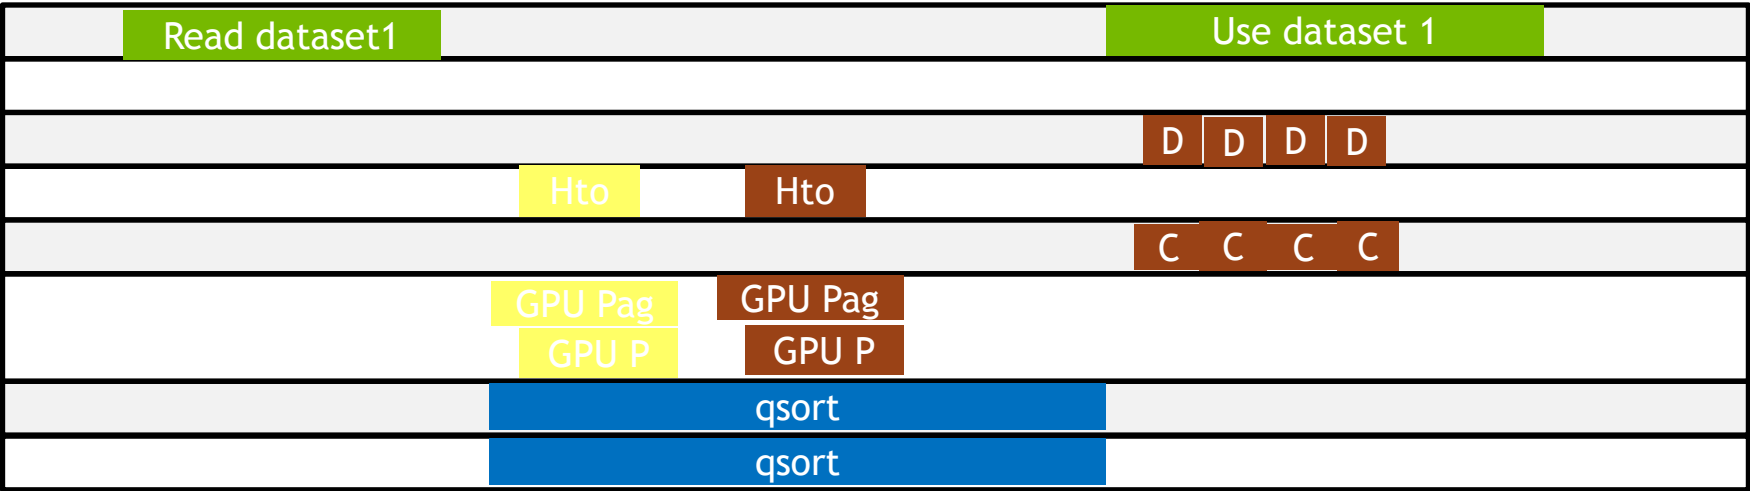 Read dataset1 Use dataset 1
D D D D
Hto Hto
C C C C
GPU Pag GPU Pag
GPU P GPU P
qsort
qsort